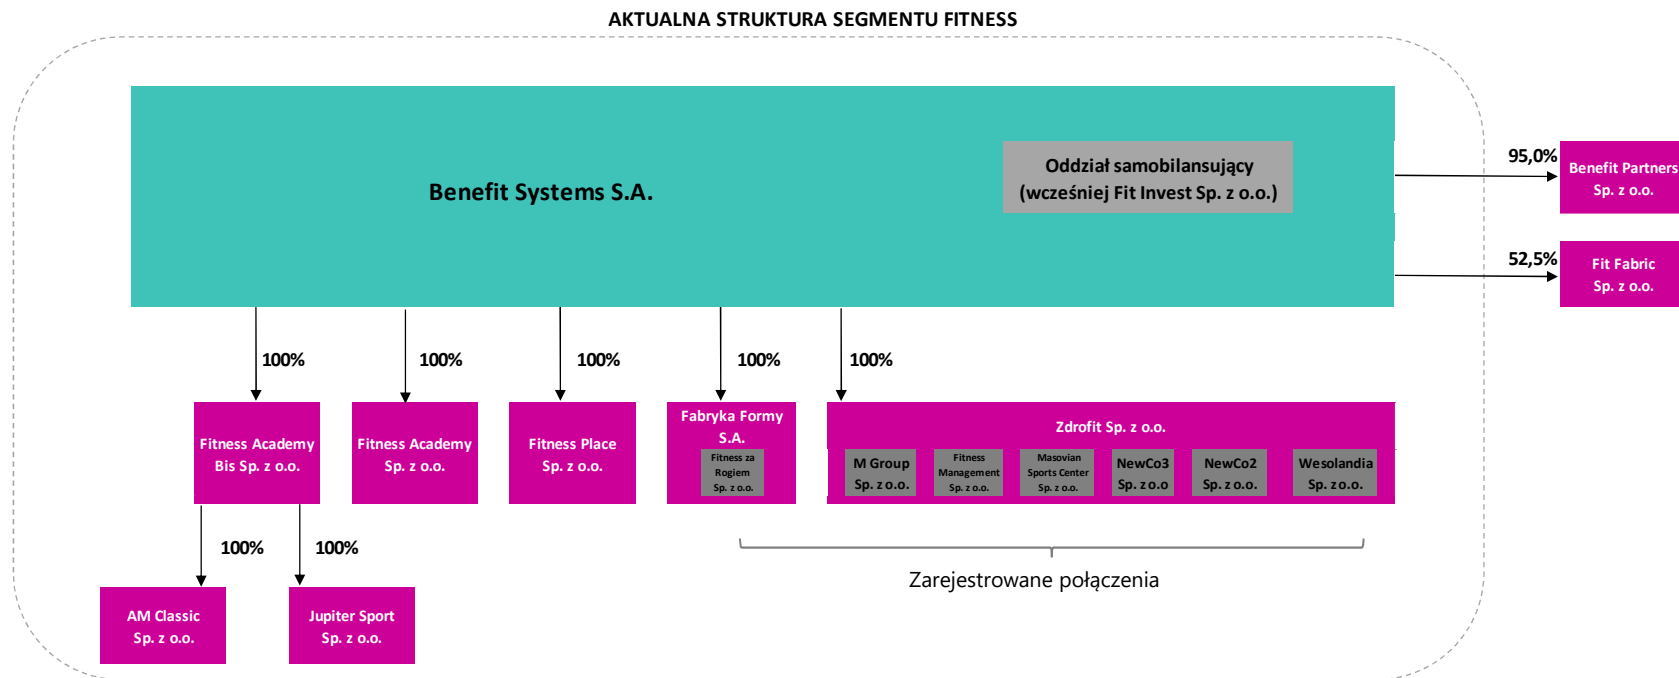 AKTUALNA STRUKTURA SEGMENTU FITNESS
Benefit Systems S.A.
Oddział samobilansujący
(wcześniej Fit Invest Sp. z o.o.)
95,0%
Benefit Partners
Sp. z o.o.
52,5%
Fit Fabric
Sp. z o.o.
100%
100%
100%
100%
100%
Fitness Academy
Bis Sp. z o.o.
Fitness Academy
Sp. z o.o.
Fitness Place
Sp. z o.o.
Fabryka Formy
S.A.
Fitness za
Rogiem
Sp. z o.o.
Zdrofit Sp. z o.o.
M Group
Sp. z o.o.
Fitness
Management
Sp. z o.o.
Masovian
Sports Center
Sp. z o.o.
NewCo3
Sp. z o.o
NewCo2
Sp. z o.o.
Wesolandia
Sp. z o.o.
100%
100%
Zarejestrowane połączenia
AM Classic
Sp. z o.o.
Jupiter Sport
Sp. z o.o.